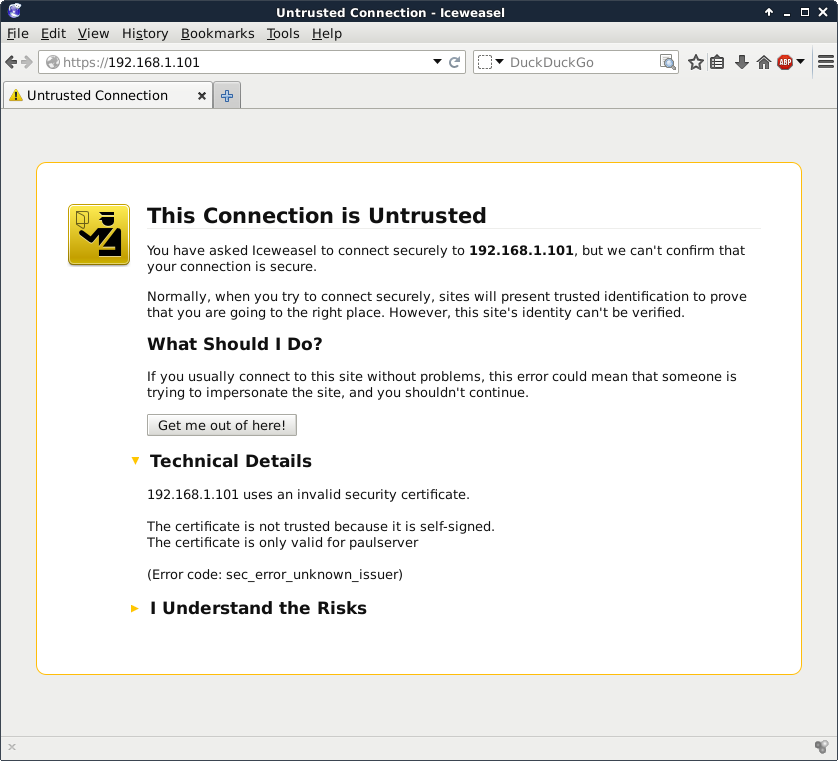 Untrusted Connection - Iceweasel
File Edit View History Bookmarks Tools Help
https://192.168.1.101 DuckDuckGo ABP
Untrusted Connection
This Connection is Untrusted
You have asked Iceweasel to connect securely to 192.168.1.101, but we can't confirm that
your connection is secure.
Normally, when you try to connect securely, sites will present trusted identification to prove
that you are going to the right place. However, this site's identity can't be verified.
What Should I Do?
If you usually connect to this site without problems, this error could mean that someone is
trying to impersonate the site, and you shouldn't continue.
Get me out of here!
Technical Details
192.168.1.101 uses an invalid security certificate.
The certificate is not trusted because it is self-signed.
The certificate is only valid for paulserver
(Error code: sec_error_unknown_issuer)
I Understand the Risks